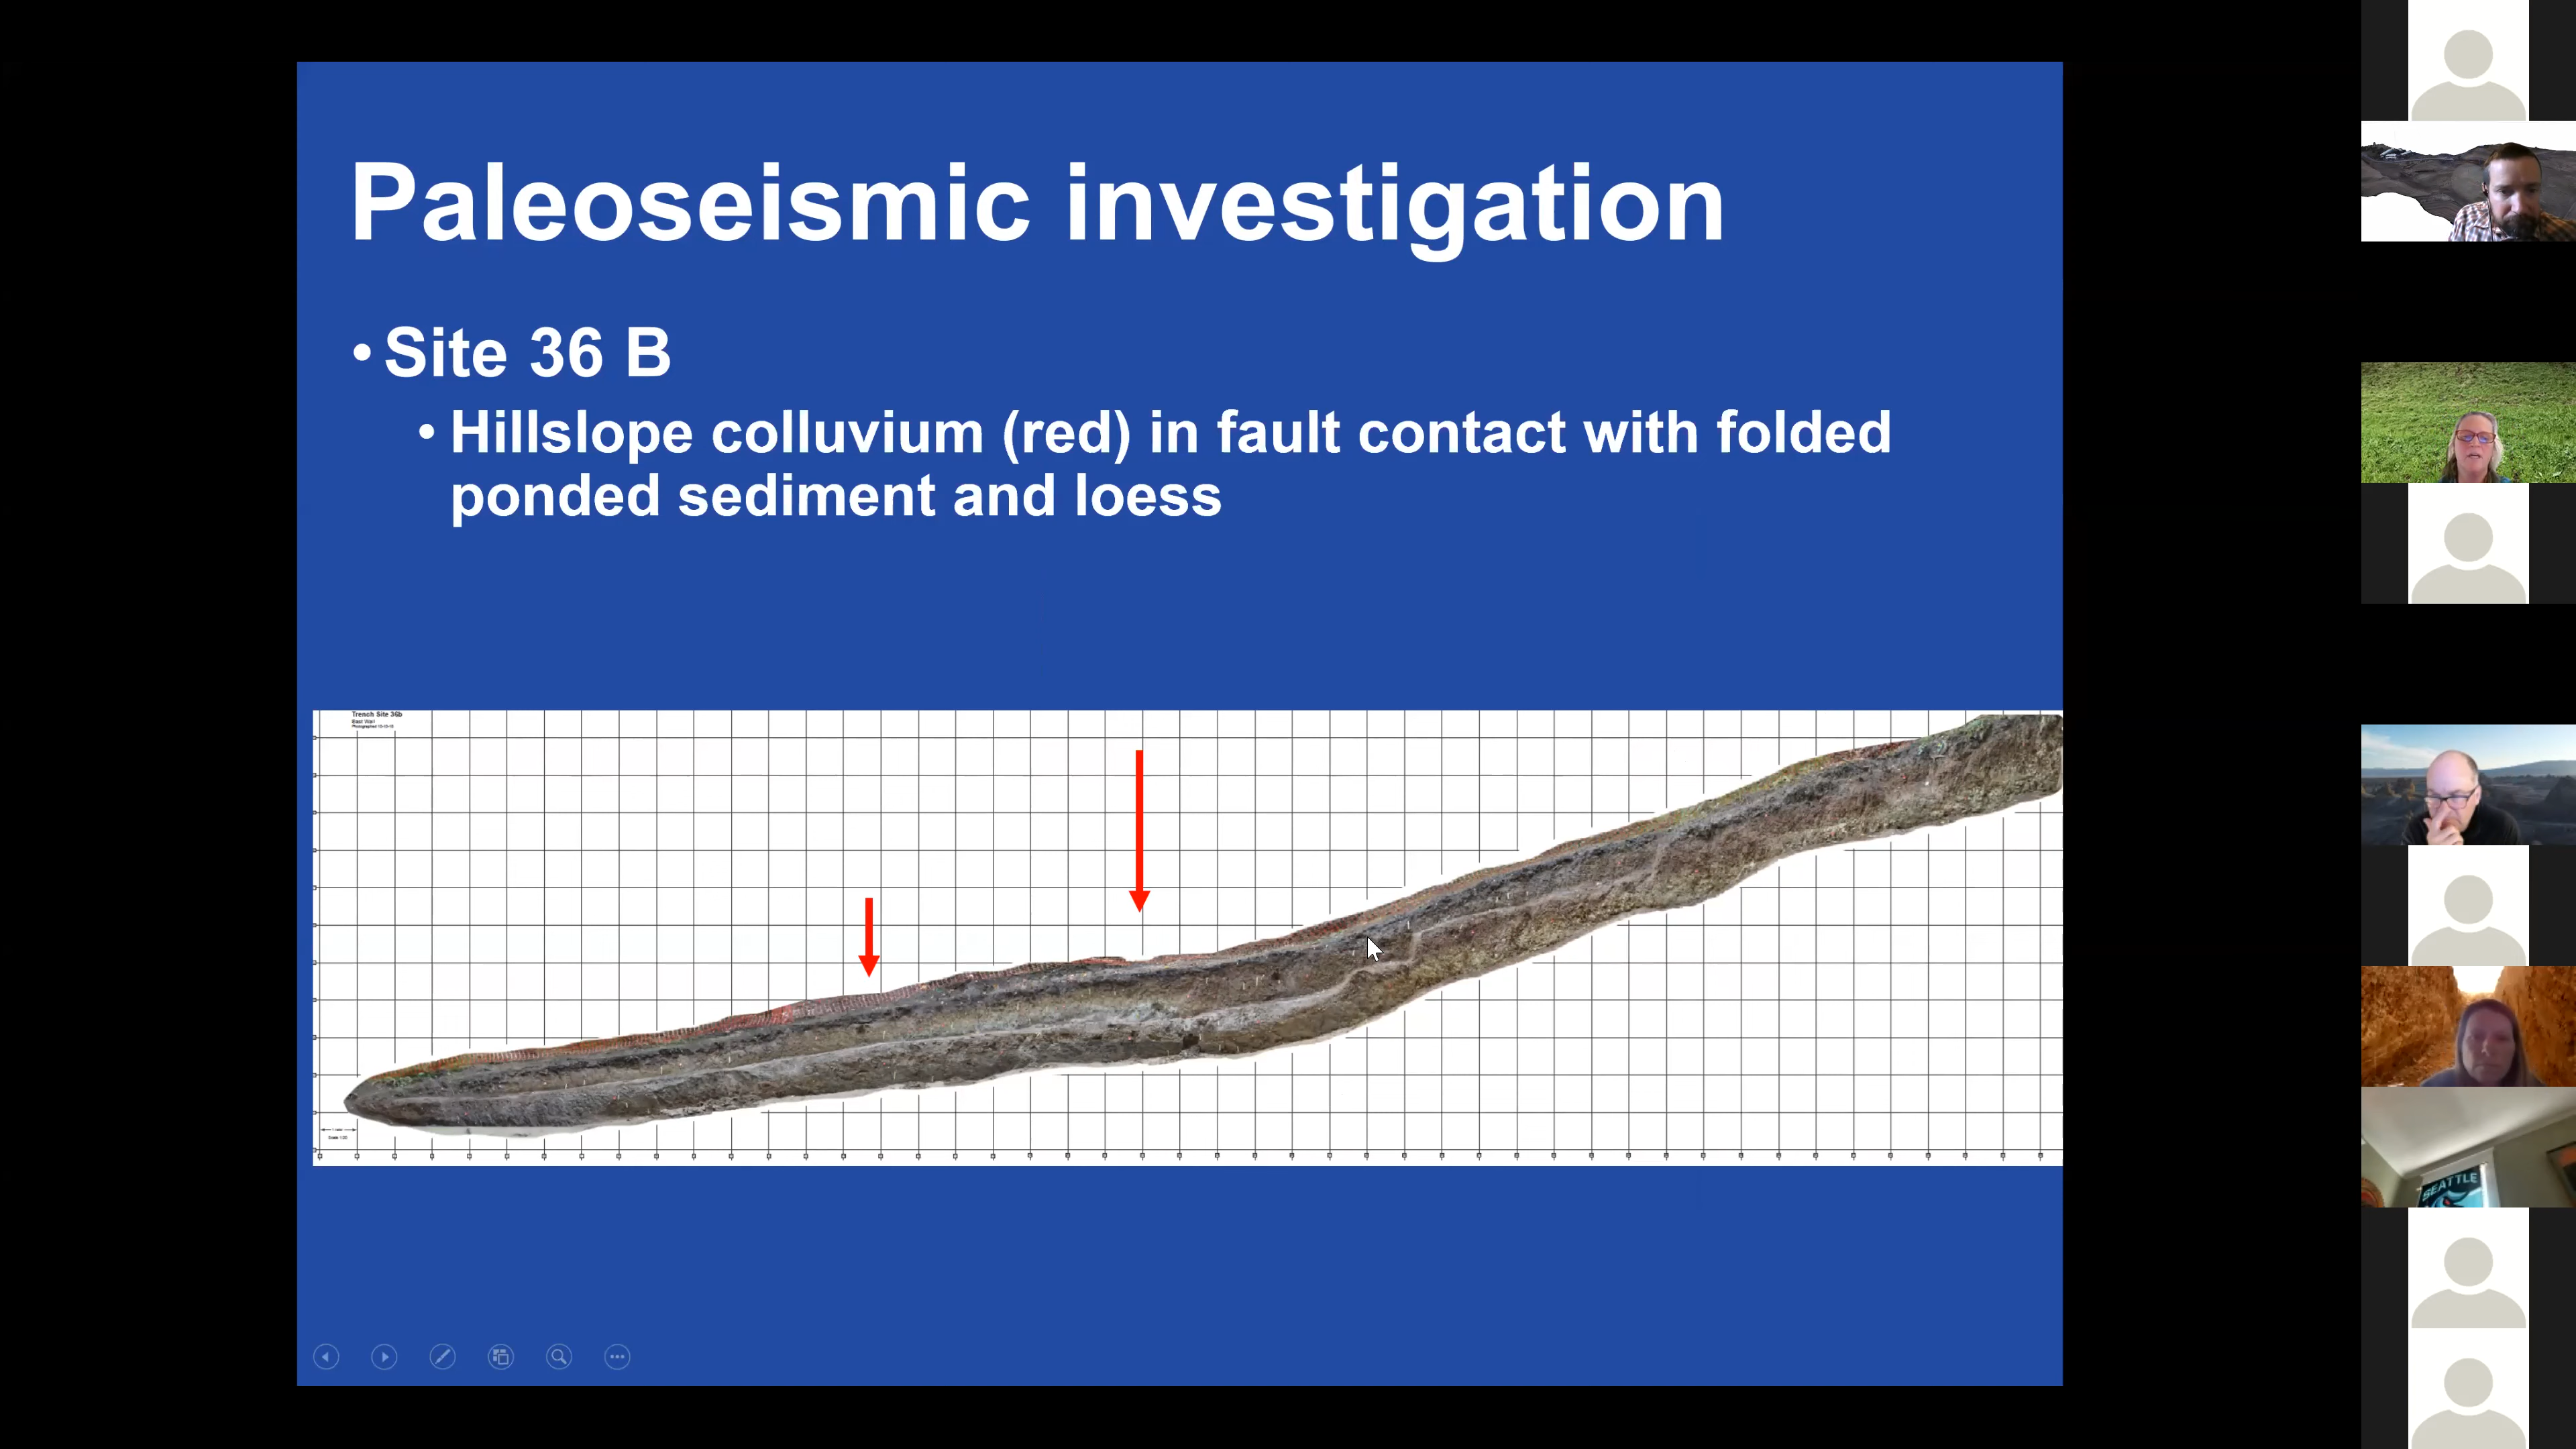 Paleoseismic investigation
• Site 36 B
• Hillslope colluvium (red) in fault contact with folded
ponded sediment and loess
Trench Site 36b
East Wall
SEATTLE